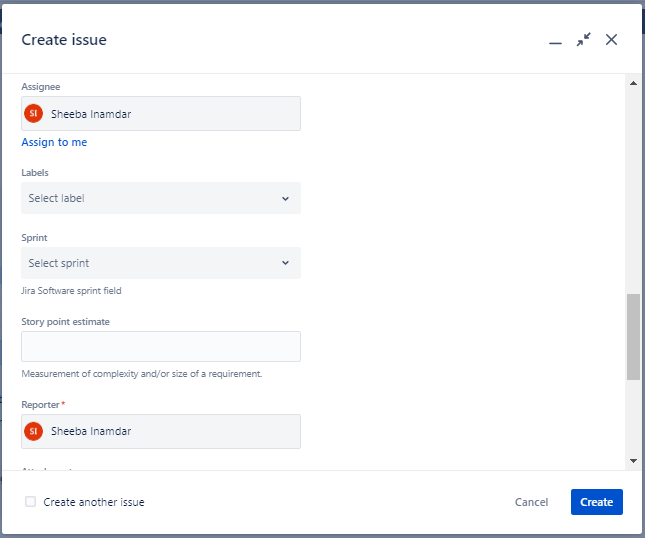 Create issue
Assignee
SI Sheeba Inamdar
Assign to me
Labels
Select label
Sprint
Select sprint
Jira Software sprint field
Story point estimate
Measurement of complexity and/or size of a requirement.
Reporter*
SI Sheeba Inamdar
Create another issue
Cancel
Create